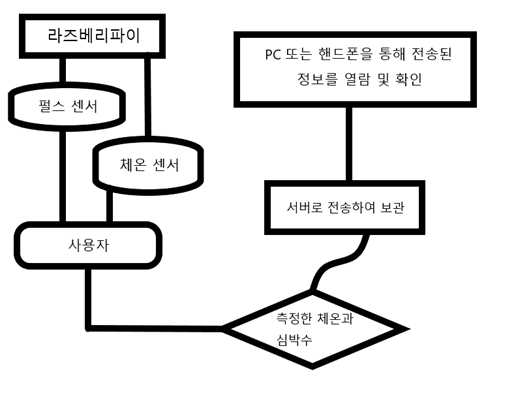 라즈베리파이
펄스 센서
체온 센서
사용자
측정한 체온과
심박수
서버로 전송하여 보관
PC 또는 핸드폰을 통해 전송된
정보를 열람 및 확인